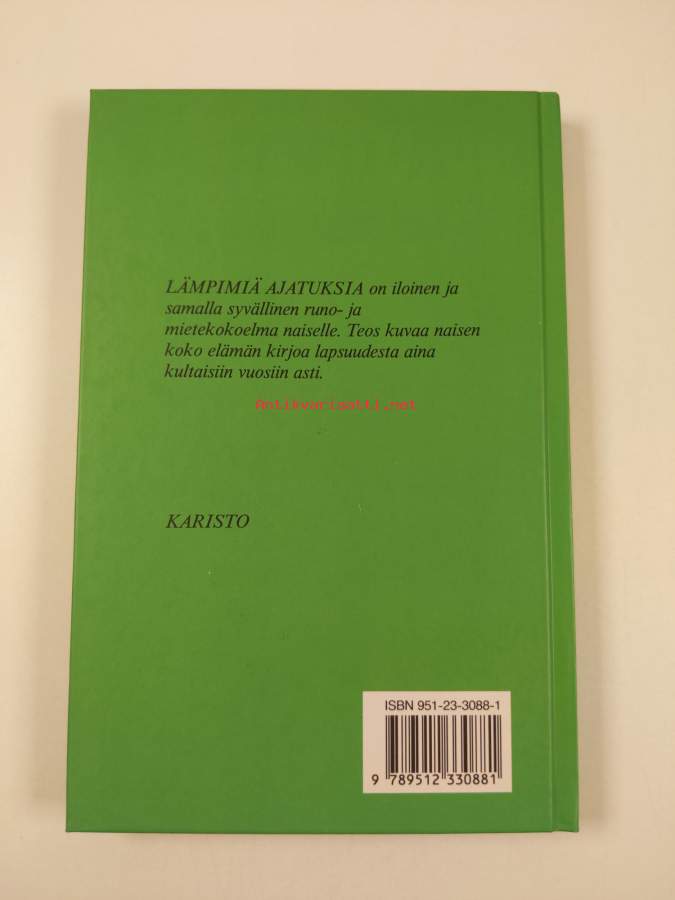 LÄMPIMIÄ AJATUKSIA on iloinen ja
samalla syvällinen runo- ja
mietekokoelma naiselle. Teos kuvaa naisen
koko elämän kirjoa lapsuudesta aina
kultaisiin vuosiin asti.
Antikvariaatti.net
KARISTO
ISBN 951-23-3088-1
9 789512 330881